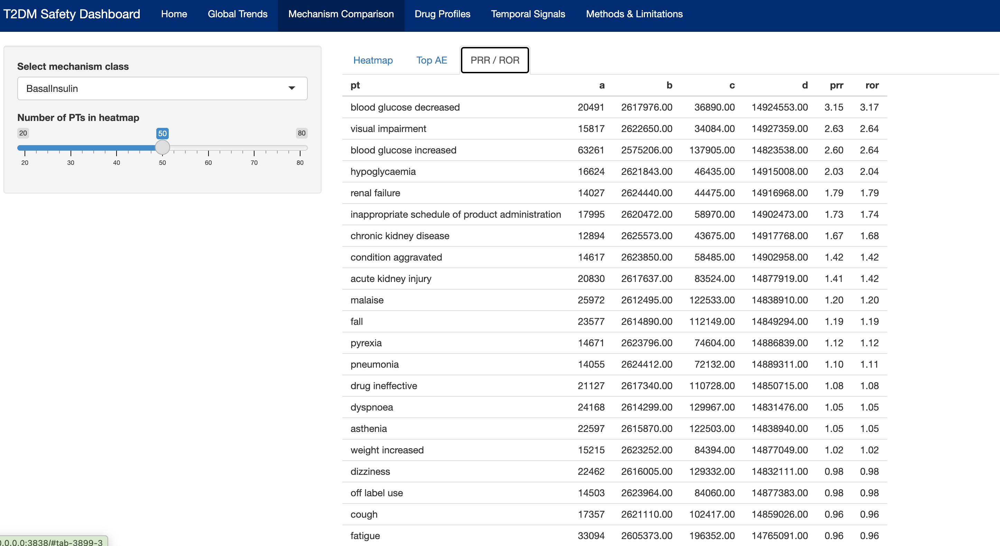 T2DM Safety Dashboard Home Global Trends Mechanism Comparison Drug Profiles Temporal Signals Methods & Limitations
Select mechanism class
BasalInsulin
Number of PTs in heatmap
20 50 80
20 30 40 50 60 70 80
Heatmap Top AE PRR / ROR
pt a b c d prr ror
blood glucose decreased 20491 2617976.00 36890.00 14924553.00 3.15 3.17
visual impairment 15817 2622650.00 34084.00 14927359.00 2.63 2.64
blood glucose increased 63261 2575206.00 137905.00 14823538.00 2.60 2.64
hypoglycaemia 16624 2621843.00 46435.00 14915008.00 2.03 2.04
renal failure 14027 2624440.00 44475.00 14916968.00 1.79 1.79
inappropriate schedule of product administration 17995 2620472.00 58970.00 14902473.00 1.73 1.74
chronic kidney disease 12894 2625573.00 43675.00 14917768.00 1.67 1.68
condition aggravated 14617 2623850.00 58485.00 14902958.00 1.42 1.42
acute kidney injury 20830 2617637.00 83524.00 14877919.00 1.41 1.42
malaise 25972 2612495.00 122533.00 14838910.00 1.20 1.20
fall 23577 2614890.00 112149.00 14849294.00 1.19 1.19
pyrexia 14671 2623796.00 74604.00 14886839.00 1.12 1.12
pneumonia 14055 2624412.00 72132.00 14889311.00 1.10 1.11
drug ineffective 21127 2617340.00 110728.00 14850715.00 1.08 1.08
dyspnoea 24168 2614299.00 129967.00 14831476.00 1.05 1.05
asthenia 22597 2615870.00 122503.00 14838940.00 1.05 1.05
weight increased 15215 2623252.00 84394.00 14877049.00 1.02 1.02
dizziness 22462 2616005.00 129332.00 14832111.00 0.98 0.98
off label use 14503 2623964.00 84060.00 14877383.00 0.98 0.98
cough 17357 2621110.00 102417.00 14859026.00 0.96 0.96
fatigue 33094 2605373.00 196352.00 14765091.00 0.96 0.96
0.0.0.0:3838/#tab-3899-3